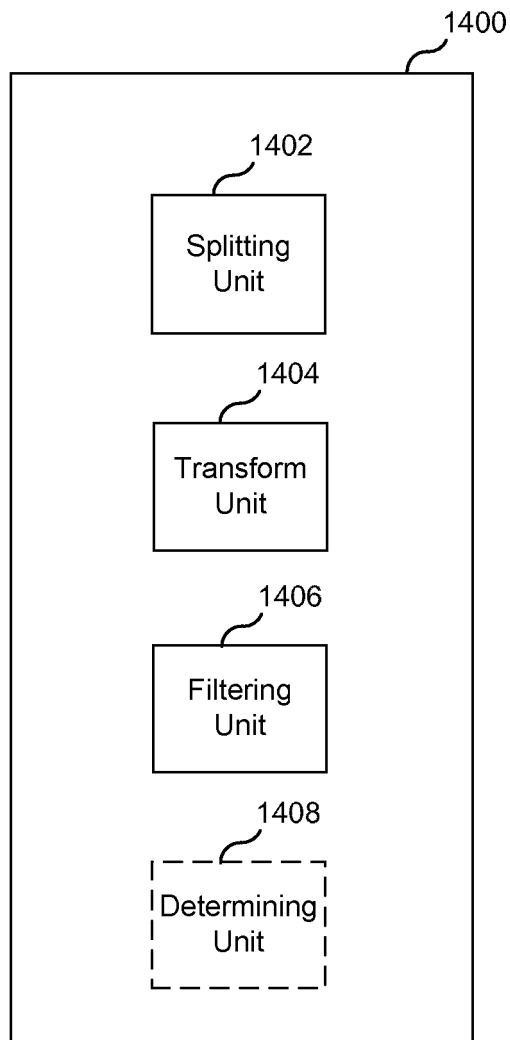 1400
1402
Splitting
Unit
1404
Transform
Unit
1406
Filtering
Unit
1408
Determining
Unit